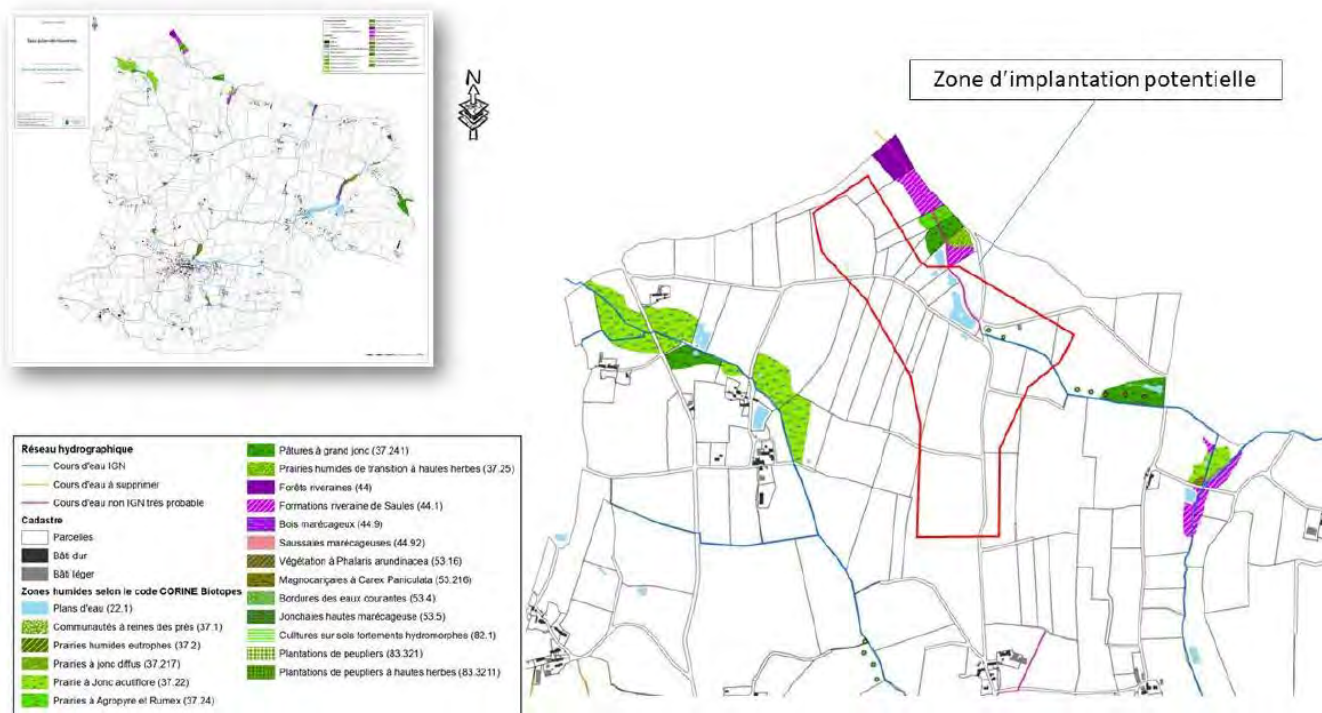 N
Zone d'implantation potentielle
Réseau hydrographique
Cours d'eau IGN
Cours d'eau à supprimer
Cours d'eau non IGN très probable
Cadastre
Parcelles
Bâti dur
Bâti léger
Zones humides selon le code CORINE Biotopes
Plans d'eau (22.1)
Communautés à reines des prés (37.1)
Prairies humides eutrophes (37.2)
Prairies à jonc diffus (37.217)
Prairie à Jonc acutiflore (37.22)
Prairies à Agropyre et Rumex (37.24)
Pâtures à grand jonc (37.241)
Prairies humides de transition à hautes herbes (37.25)
Forêts riveraines (44)
Formations riveraine de Saules (44.1)
Bois marécageux (44.9)
Saussaies marécageuses (44.92)
Végétation à Phalaris arundinacea (53.16)
Magnocariçaies à Carex Paniculata (53.216)
Bordures des eaux courantes (53.4)
Jonchaies hautes marécageuse (53.5)
Cultures sur sols fortements hydromorphes (82.1)
Plantations de peupliers (83.321)
Plantations de peupliers à hautes herbes (83.3211)